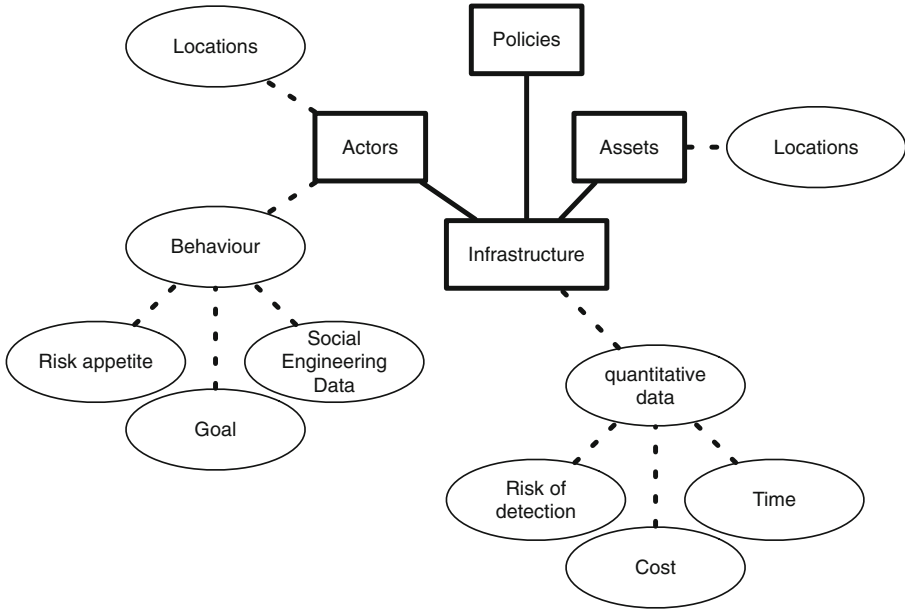 Locations
Policies
Actors
Assets
Locations
Behaviour
Infrastructure
Risk appetite
Social
Engineering
Data
Goal
quantitative
data
Risk of
detection
Time
Cost